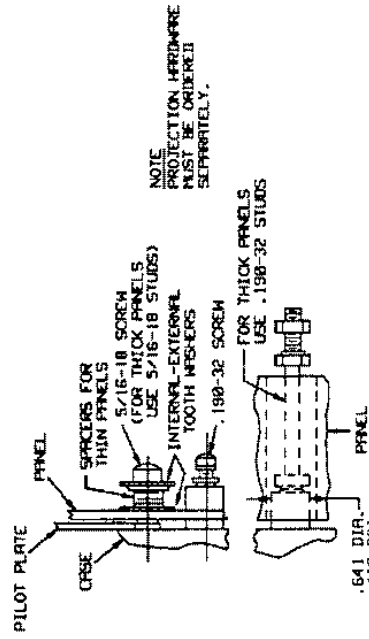 PILOT PLATE
PANEL
CASE
SPACERS FOR
THIN PANELS
5/16-18 SCREW
(FOR THICK PANELS
USE 5/16-18 STUDS)
INTERNAL-EXTERNAL
TOOTH WASHERS
.190-32 SCREW
NOTE
PROJECTION HARDWARE
MUST BE ORDERED
SEPARATELY.
FOR THICK PANELS
USE .190-32 STUDS
PANEL
.641 DIA.